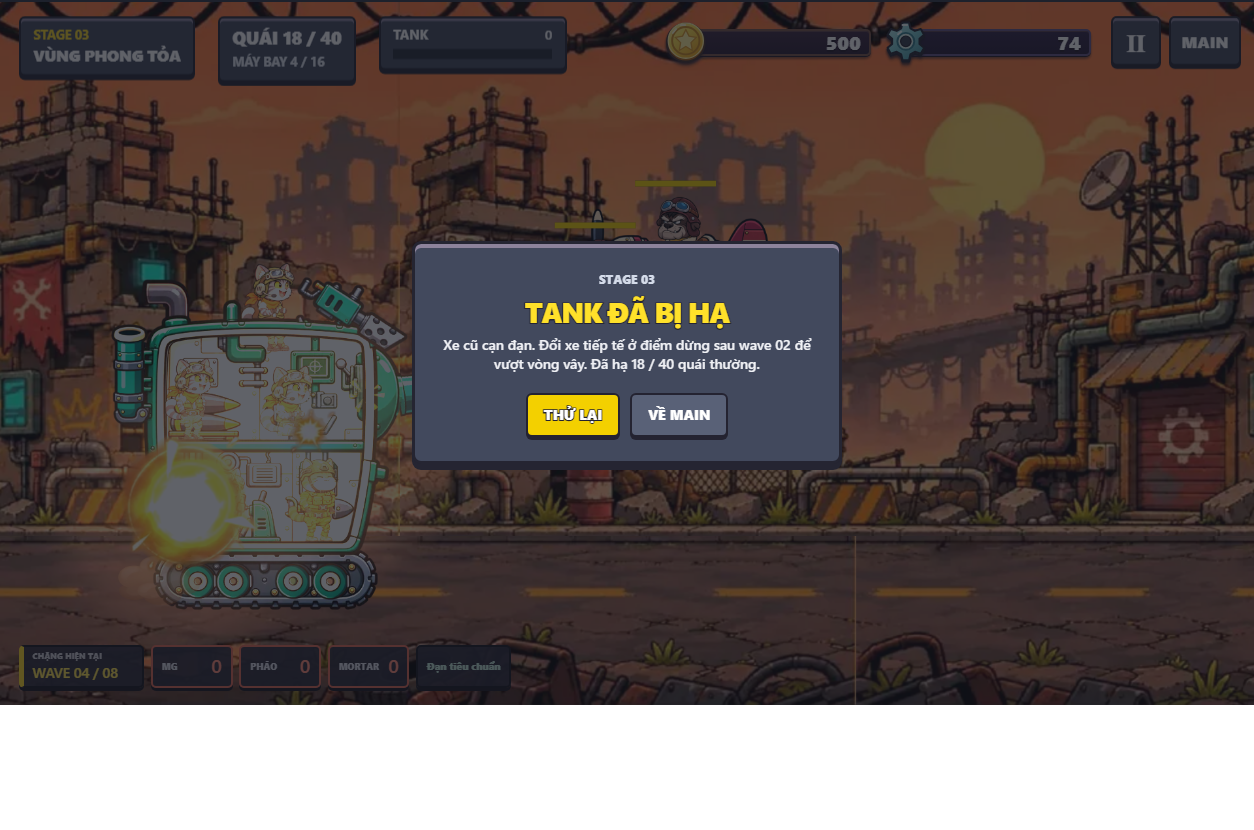 STAGE 03
VÙNG PHONG TỎA
QUÁI 18 / 40
MÁY BAY 4 / 16
TANK 0
500
74
II
MAIN
STAGE 03
TANK ĐÃ BỊ HẠ
Xe cũ cạn đạn. Đổi xe tiếp tế ở điểm dừng sau wave 02 để
vượt vòng vây. Đã hạ 18 / 40 quái thường.
THỬ LẠI
VỀ MAIN
CHẶNG HIỆN TẠI
WAVE 04 / 08
MG 0
PHÁO 0
MORTAR 0
Đạn tiêu chuẩn